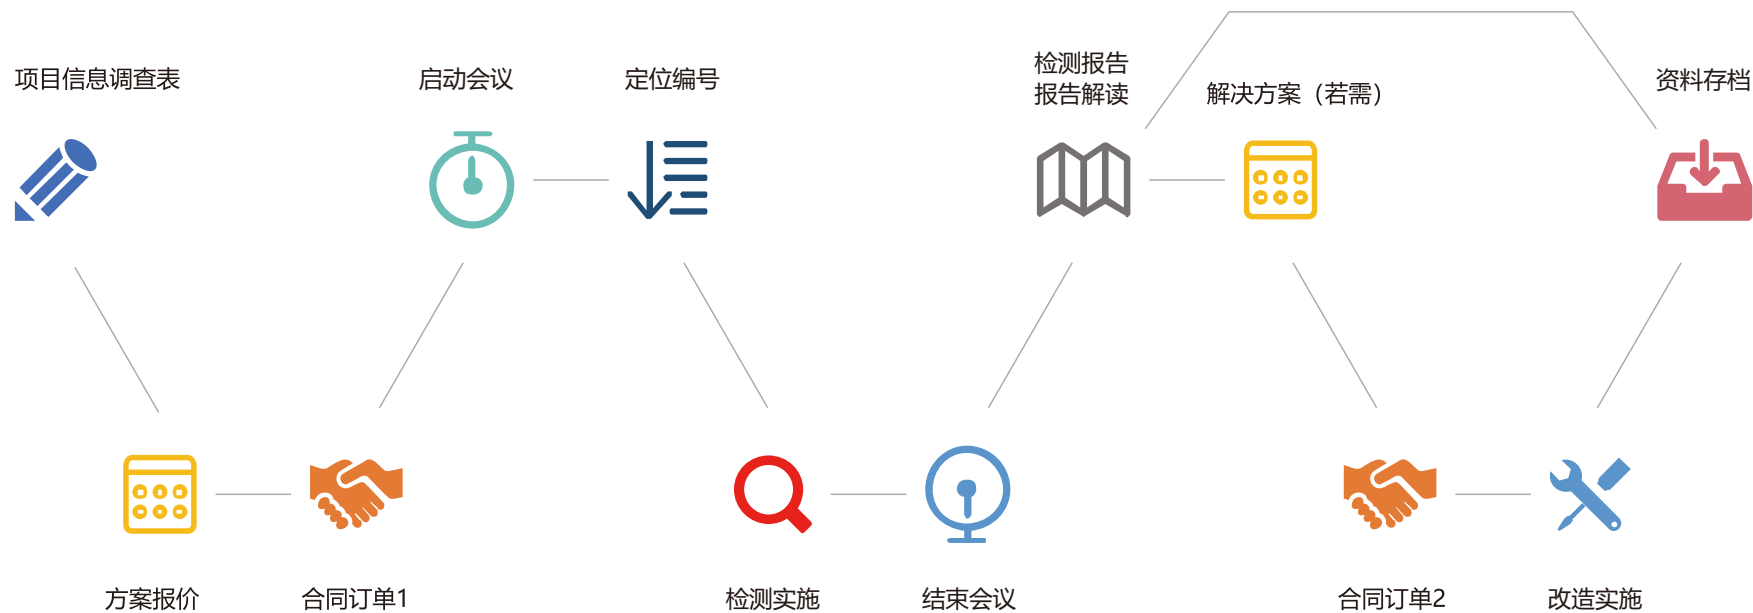 项目信息调查表
启动会议
定位编号
检测报告
报告解读
解决方案（若需）
资料存档
方案报价
合同订单1
检测实施
结束会议
合同订单2
改造实施